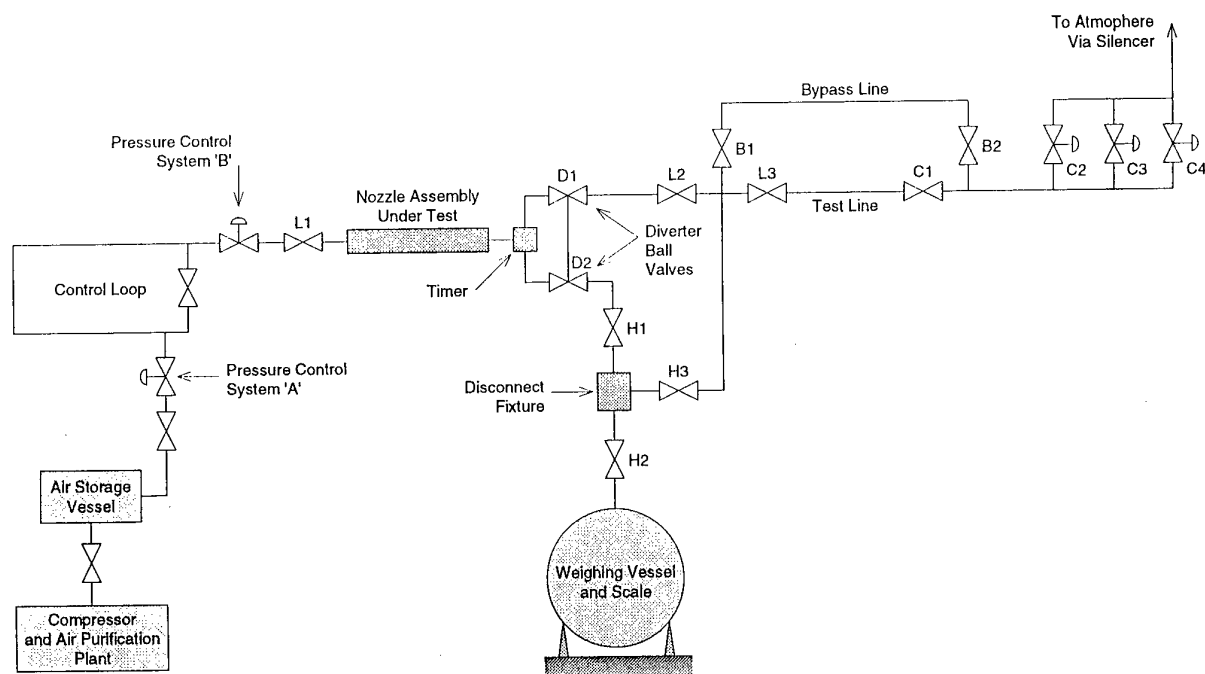 To Atmophere
Via Silencer
Bypass Line
Pressure Control
System 'B'
B1
B2
C2
C3
C4
D1
L2
L3
C1
Nozzle Assembly
Under Test
L1
Test Line
Diverter
Ball
Valves
D2
Timer
Control Loop
H1
Pressure Control
System 'A'
Disconnect
Fixture
H3
H2
Air Storage
Vessel
Weighing Vessel
and Scale
Compressor
and Air Purification
Plant